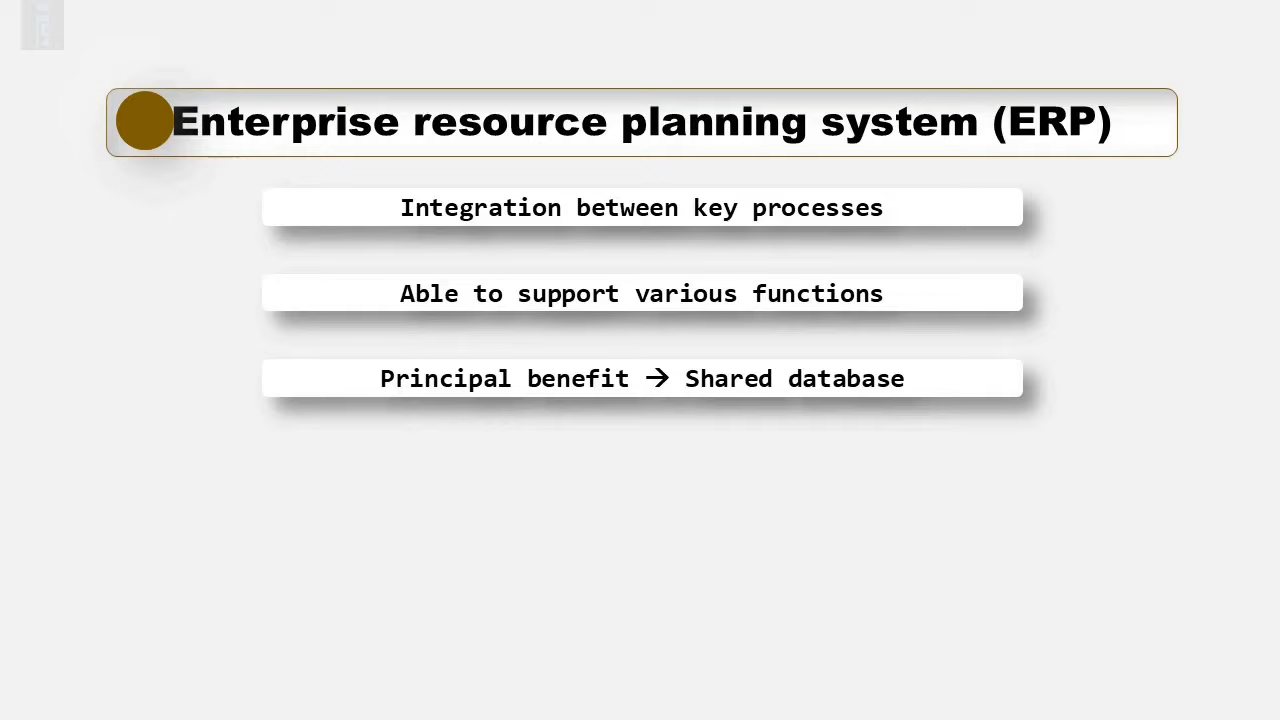 Enterprise resource planning system (ERP)
Integration between key processes
Able to support various functions
Principal benefit → Shared database